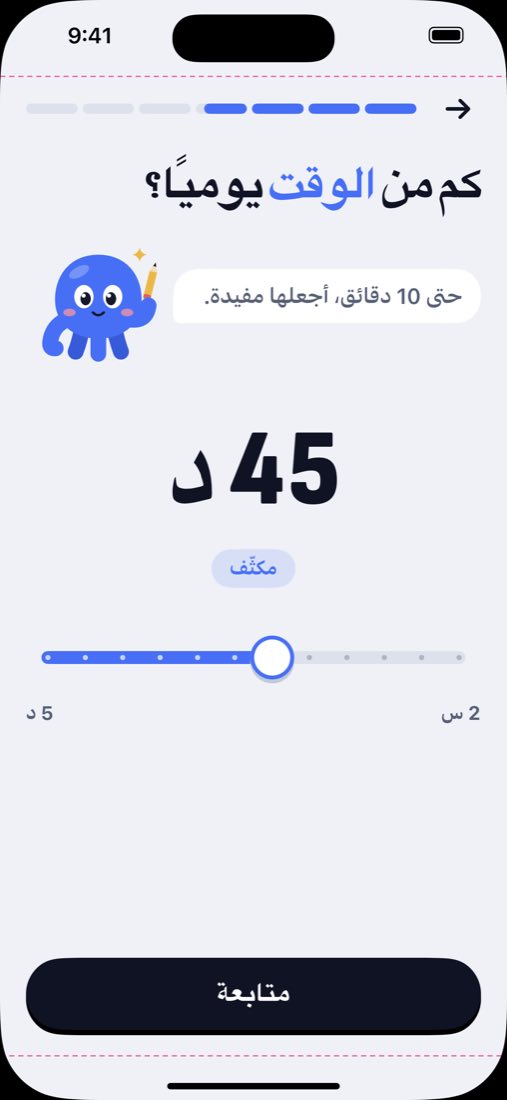 9:41
كم من الوقت يوميًا؟
حتى 10 دقائق، أجعلها مفيدة.
45 د
مكثّف
2 س
5 د
متابعة